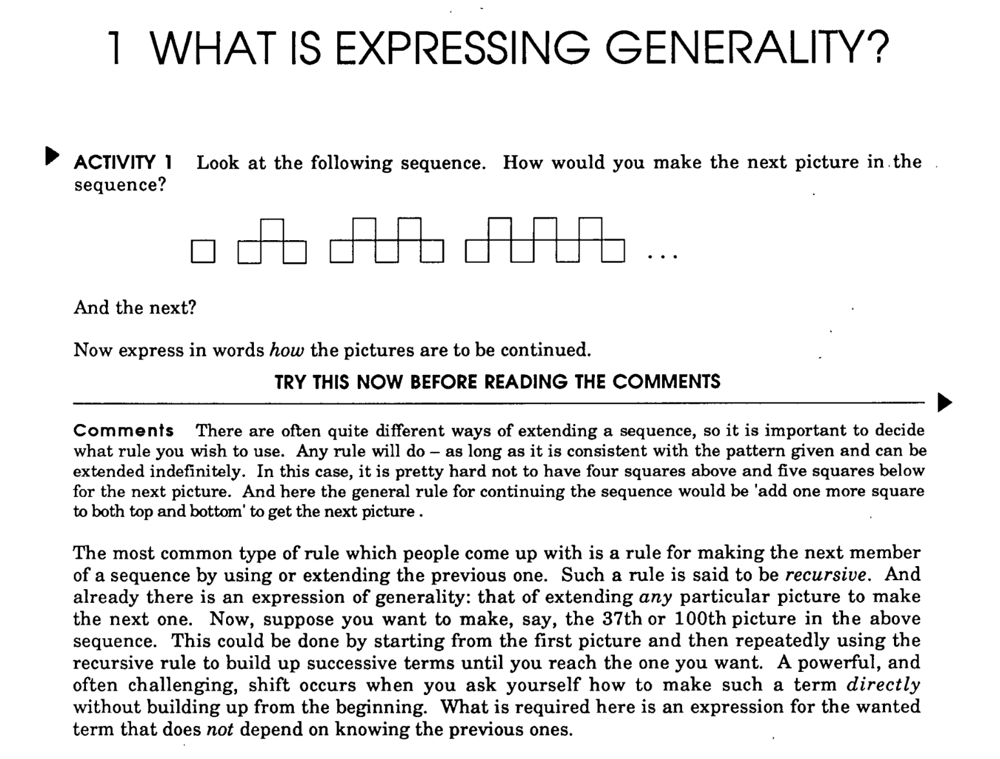 1 WHAT IS EXPRESSING GENERALITY?
ACTIVITY 1 Look at the following sequence. How would you make the next picture in the
sequence?
...
And the next?
Now express in words how the pictures are to be continued.
TRY THIS NOW BEFORE READING THE COMMENTS
Comments There are often quite different ways of extending a sequence, so it is important to decide
what rule you wish to use. Any rule will do – as long as it is consistent with the pattern given and can be
extended indefinitely. In this case, it is pretty hard not to have four squares above and five squares below
for the next picture. And here the general rule for continuing the sequence would be 'add one more square
to both top and bottom' to get the next picture .
The most common type of rule which people come up with is a rule for making the next member
of a sequence by using or extending the previous one. Such a rule is said to be recursive. And
already there is an expression of generality: that of extending any particular picture to make
the next one. Now, suppose you want to make, say, the 37th or 100th picture in the above
sequence. This could be done by starting from the first picture and then repeatedly using the
recursive rule to build up successive terms until you reach the one you want. A powerful, and
often challenging, shift occurs when you ask yourself how to make such a term directly
without building up from the beginning. What is required here is an expression for the wanted
term that does not depend on knowing the previous ones.